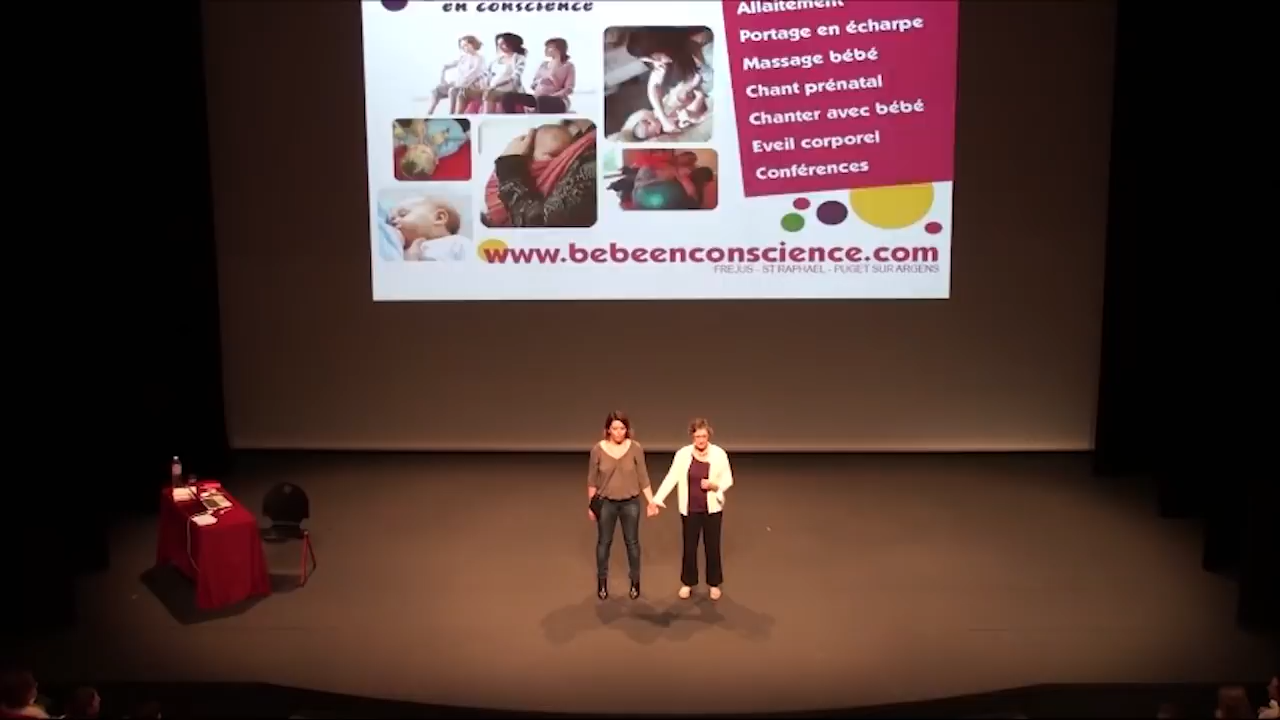 en conscience
Allaitement
Portage en écharpe
Massage bébé
Chant prénatal
Chanter avec bébé
Eveil corporel
Conférences
www.bebeenconscience.com
FREJUS - ST RAPHAEL - PUGET SUR ARGENS